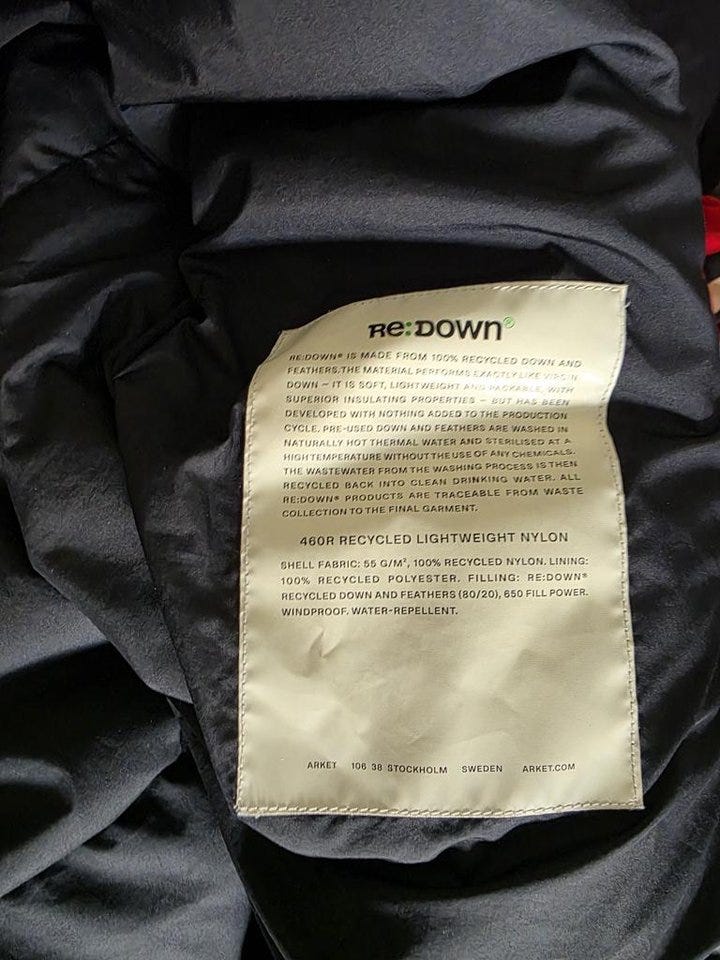 RE:DOWN®
RE:DOWN® IS MADE FROM 100% RECYCLED DOWN AND
FEATHERS. THE MATERIAL PERFORMS EXACTLY LIKE VIRGIN
DOWN – IT IS SOFT, LIGHTWEIGHT AND PACKABLE, WITH
SUPERIOR INSULATING PROPERTIES – BUT HAS BEEN
DEVELOPED WITH NOTHING ADDED TO THE PRODUCTION
CYCLE. PRE-USED DOWN AND FEATHERS ARE WASHED IN
NATURALLY HOT THERMAL WATER AND STERILISED AT A
HIGH TEMPERATURE WITHOUT THE USE OF ANY CHEMICALS.
THE WASTEWATER FROM THE WASHING PROCESS IS THEN
RECYCLED BACK INTO CLEAN DRINKING WATER. ALL
RE:DOWN® PRODUCTS ARE TRACEABLE FROM WASTE
COLLECTION TO THE FINAL GARMENT.
460R RECYCLED LIGHTWEIGHT NYLON
SHELL FABRIC: 55 G/M², 100% RECYCLED NYLON. LINING:
100% RECYCLED POLYESTER. FILLING: RE:DOWN®
RECYCLED DOWN AND FEATHERS (80/20), 650 FILL POWER.
WINDPROOF. WATER-REPELLENT.
ARKET 106 38 STOCKHOLM SWEDEN ARKET.COM